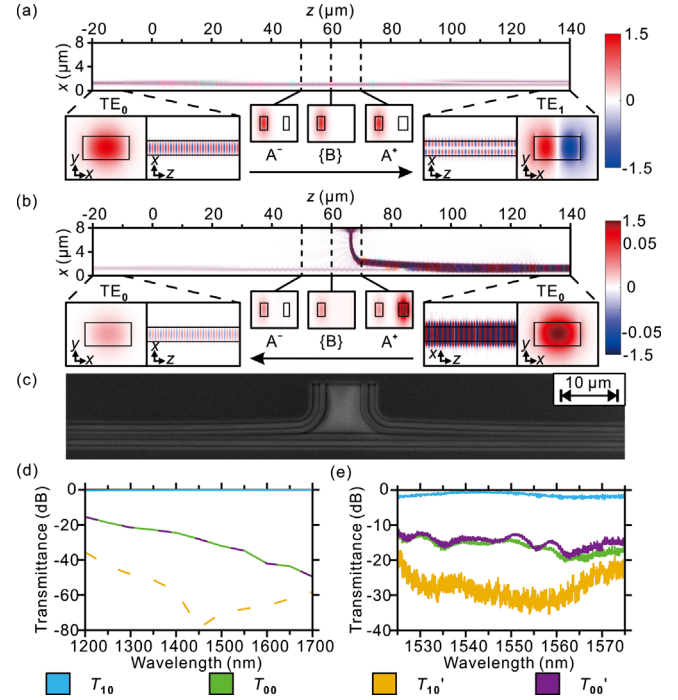 (a)
z (µm)
-20 0 20 40 60 80 100 120 140
x (µm)
8
4
0
1.5
0
-1.5
TE0
TE1
y
x
x
z
A⁻ {B} A⁺
x
z
y
x
(b)
-20 0 20 40 60 80 100 120 140
x (µm)
8
4
0
1.5
0.05
0
-0.05
-1.5
TE0
TE0
y
x
x
z
A⁻ {B} A⁺
x
z
y
x
(c)
10 µm
(d)
Transmittance (dB)
0
-20
-40
-60
-80
1200 1300 1400 1500 1600 1700
Wavelength (nm)
(e)
Transmittance (dB)
0
-10
-20
-30
-40
1530 1540 1550 1560 1570
Wavelength (nm)
T10 T00 T10' T00'